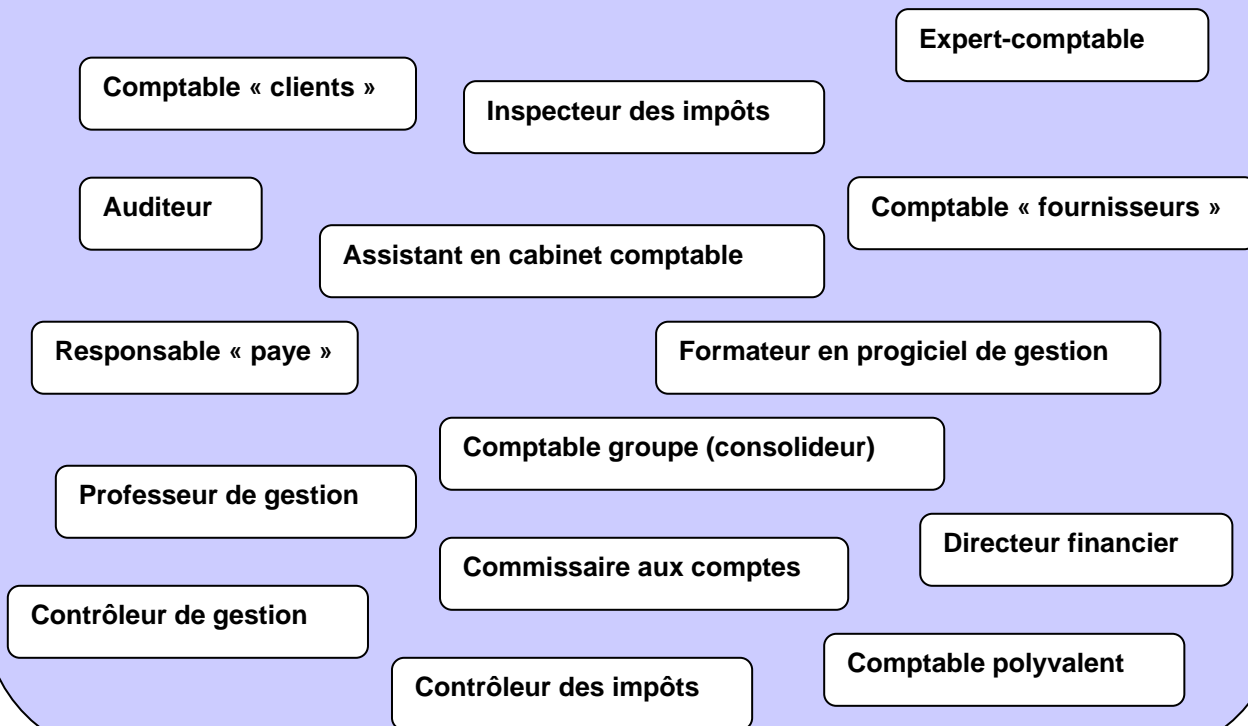 Expert-comptable
Comptable « clients »
Inspecteur des impôts
Auditeur
Comptable « fournisseurs »
Assistant en cabinet comptable
Responsable « paye »
Formateur en progiciel de gestion
Comptable groupe (consolideur)
Professeur de gestion
Directeur financier
Commissaire aux comptes
Contrôleur de gestion
Comptable polyvalent
Contrôleur des impôts